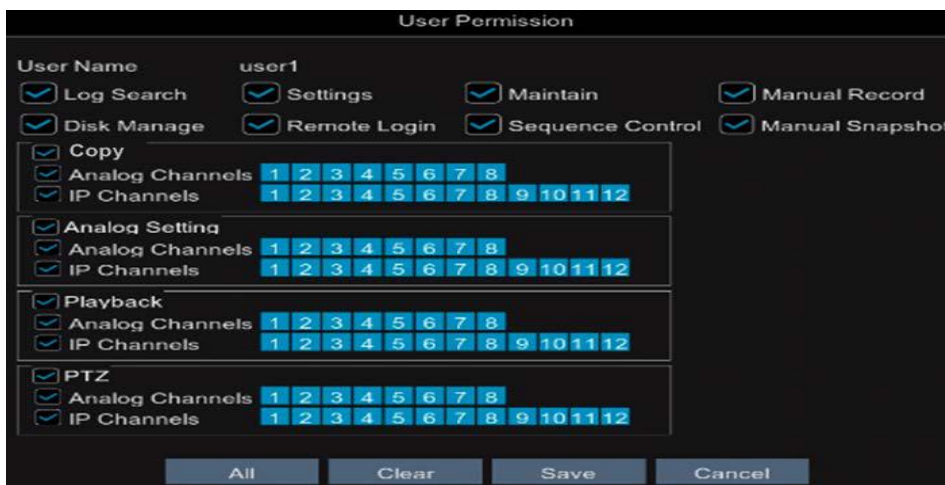 User Permission
User Name user1
Log Search Settings Maintain Manual Record
Disk Manage Remote Login Sequence Control Manual Snapshot
Copy
Analog Channels 1 2 3 4 5 6 7 8
IP Channels 1 2 3 4 5 6 7 8 9 10 11 12
Analog Setting
Analog Channels 1 2 3 4 5 6 7 8
IP Channels 1 2 3 4 5 6 7 8 9 10 11 12
Playback
Analog Channels 1 2 3 4 5 6 7 8
IP Channels 1 2 3 4 5 6 7 8 9 10 11 12
PTZ
Analog Channels 1 2 3 4 5 6 7 8
IP Channels 1 2 3 4 5 6 7 8 9 10 11 12
All Clear Save Cancel